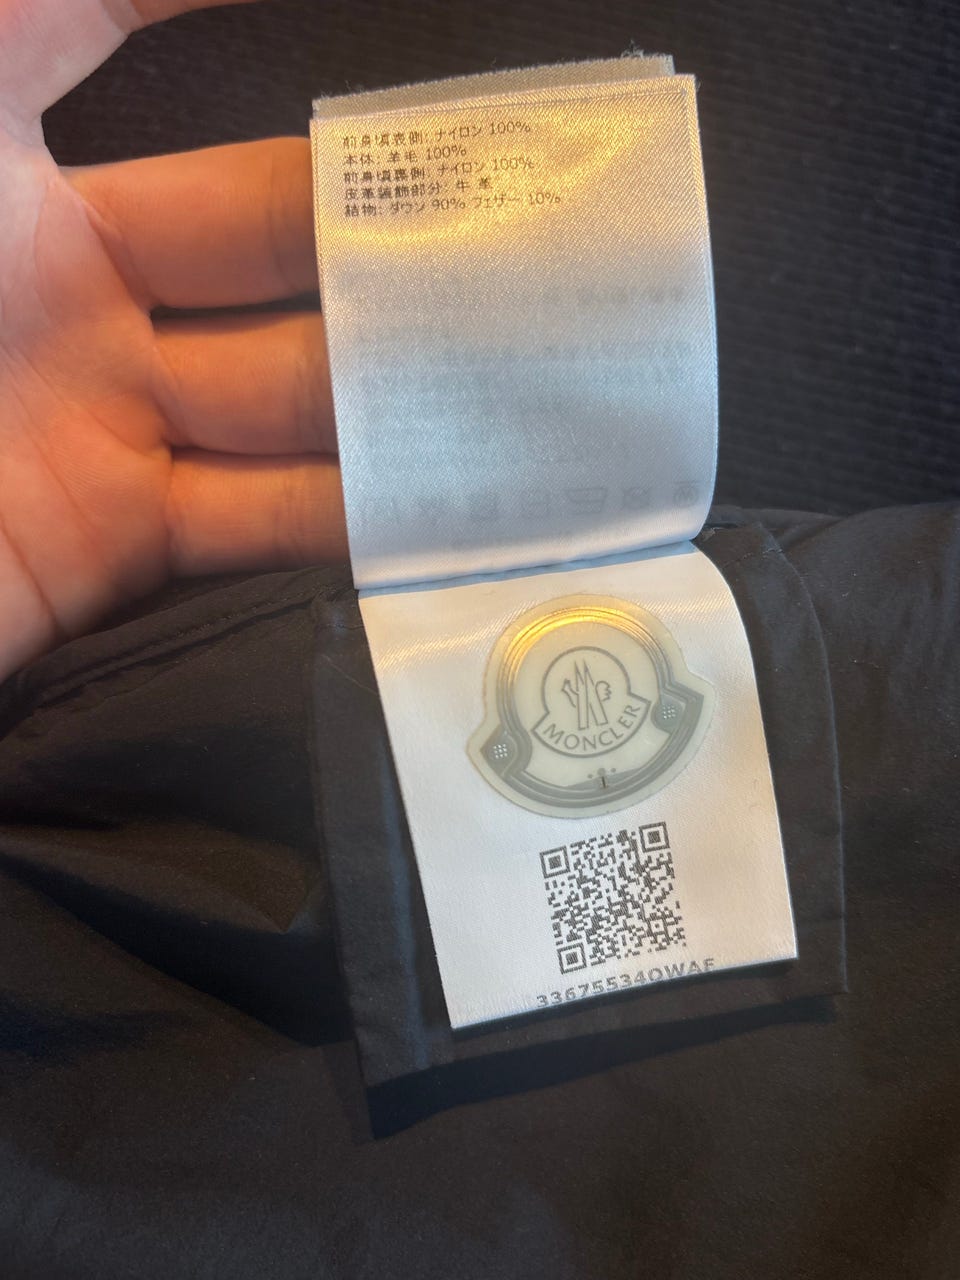 前身頃表側: ナイロン 100%
本体: 羊毛 100%
前身頃裏側: ナイロン 100%
皮革装飾部分: 牛 革
詰物: ダウン 90% フェザー 10%
MONCLER
33675534OWAF